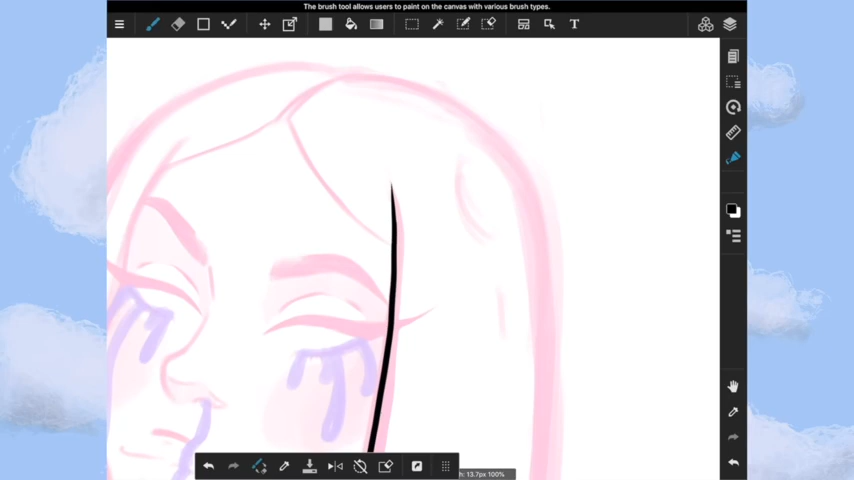 The brush tool allows users to paint on the canvas with various brush types.
T
h: 13.7px 100%